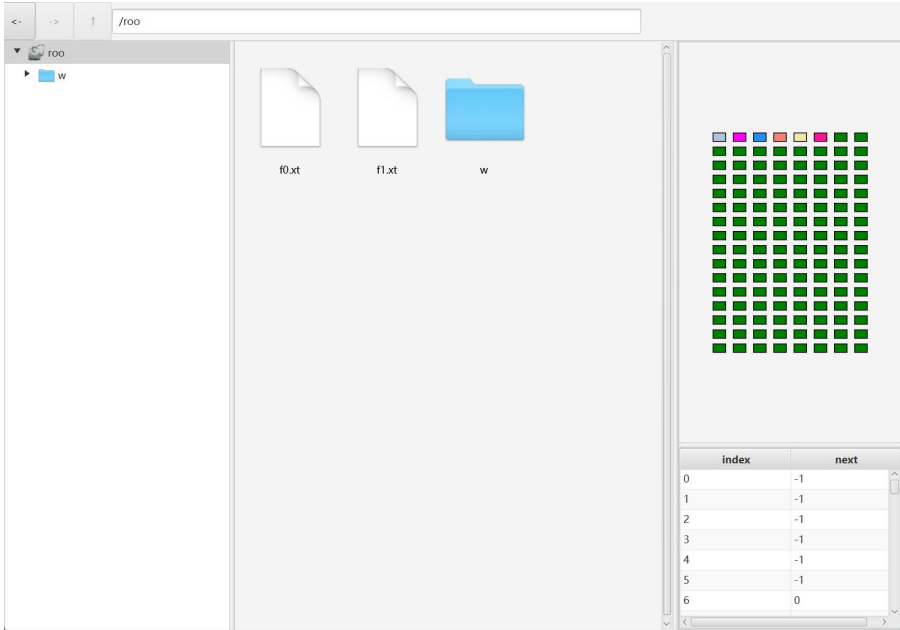 <- -> ↑ /roo
roo
w
f0.xt f1.xt w
index next
0 -1
1 -1
2 -1
3 -1
4 -1
5 -1
6 0